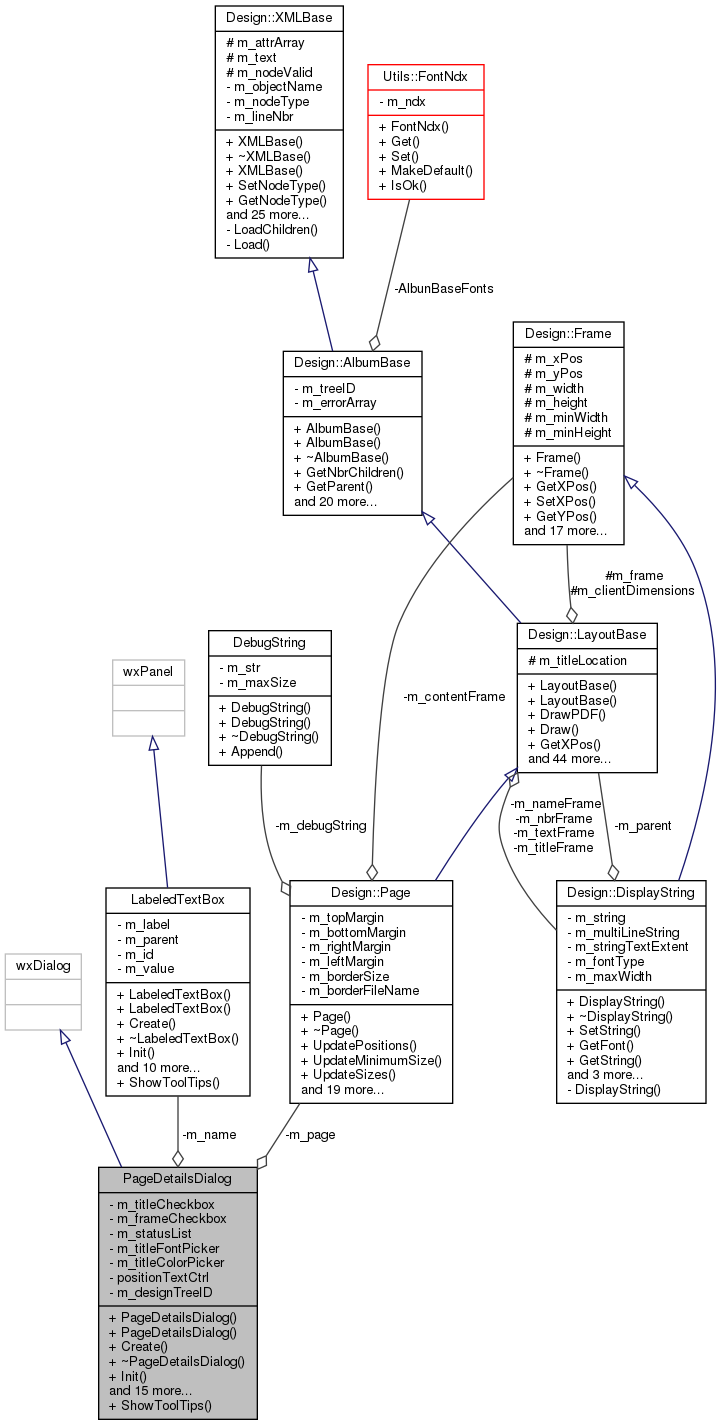 Design::XMLBase
# m_attrArray
# m_text
# m_nodeValid
- m_objectName
- m_nodeType
- m_lineNbr
+ XMLBase()
+ ~XMLBase()
+ XMLBase()
+ SetNodeType()
+ GetNodeType()
and 25 more...
- LoadChildren()
- Load()
Utils::FontNdx
- m_ndx
+ FontNdx()
+ Get()
+ Set()
+ MakeDefault()
+ IsOk()
-AlbunBaseFonts
Design::AlbumBase
- m_treeID
- m_errorArray
+ AlbumBase()
+ AlbumBase()
+ ~AlbumBase()
+ GetNbrChildren()
+ GetParent()
and 20 more...
Design::Frame
# m_xPos
# m_yPos
# m_width
# m_height
# m_minWidth
# m_minHeight
+ Frame()
+ ~Frame()
+ GetXPos()
+ SetXPos()
+ GetYPos()
and 17 more...
#m_frame
#m_clientDimensions
Design::LayoutBase
# m_titleLocation
+ LayoutBase()
+ LayoutBase()
+ DrawPDF()
+ Draw()
+ GetXPos()
and 44 more...
-m_contentFrame
DebugString
- m_str
- m_maxSize
+ DebugString()
+ DebugString()
+ ~DebugString()
+ Append()
wxPanel
-m_debugString
-m_nameFrame
-m_nbrFrame
-m_textFrame
-m_titleFrame
-m_parent
LabeledTextBox
- m_label
- m_parent
- m_id
- m_value
+ LabeledTextBox()
+ LabeledTextBox()
+ Create()
+ ~LabeledTextBox()
+ Init()
and 10 more...
+ ShowToolTips()
Design::Page
- m_topMargin
- m_bottomMargin
- m_rightMargin
- m_leftMargin
- m_borderSize
- m_borderFileName
+ Page()
+ ~Page()
+ UpdatePositions()
+ UpdateMinimumSize()
+ UpdateSizes()
and 19 more...
Design::DisplayString
- m_string
- m_multiLineString
- m_stringTextExtent
- m_fontType
- m_maxWidth
+ DisplayString()
+ ~DisplayString()
+ SetString()
+ GetFont()
+ GetString()
and 3 more...
- DisplayString()
wxDialog
-m_name
-m_page
PageDetailsDialog
- m_titleCheckbox
- m_frameCheckbox
- m_statusList
- m_titleFontPicker
- m_titleColorPicker
- positionTextCtrl
- m_designTreeID
+ PageDetailsDialog()
+ PageDetailsDialog()
+ Create()
+ ~PageDetailsDialog()
+ Init()
and 15 more...
+ ShowToolTips()